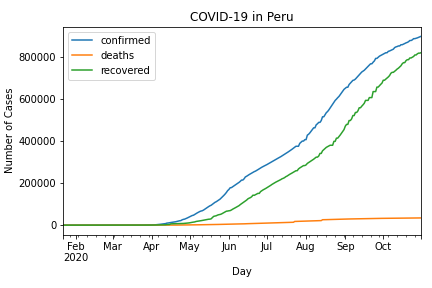 COVID-19 in Peru
confirmed
deaths
recovered
800000
600000
400000
200000
0
Number of Cases
Feb Mar Apr May Jun Jul Aug Sep Oct
2020
Day